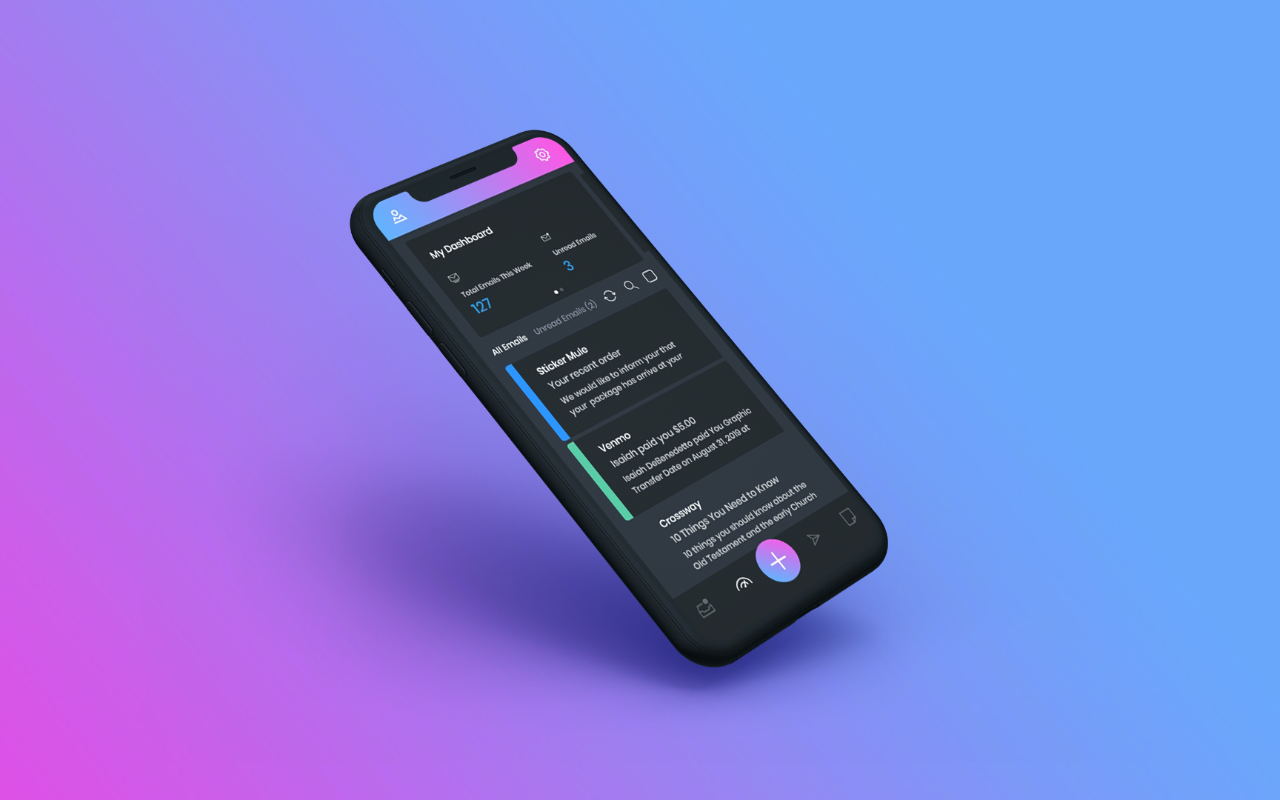 My Dashboard
Total Emails This Week
127
Unread Emails
3
All Emails Unread Emails (2)
Sticker Mule
Your recent order
We would like to inform your that
your package has arrive at your
Venmo
Isaiah paid you $5.00
Isaiah DeBenedetto paid You Graphic
Transfer Date on August 31, 2019 at
Crossway
10 Things You Need to Know
10 things you should know about the
Old Testament and the early Church